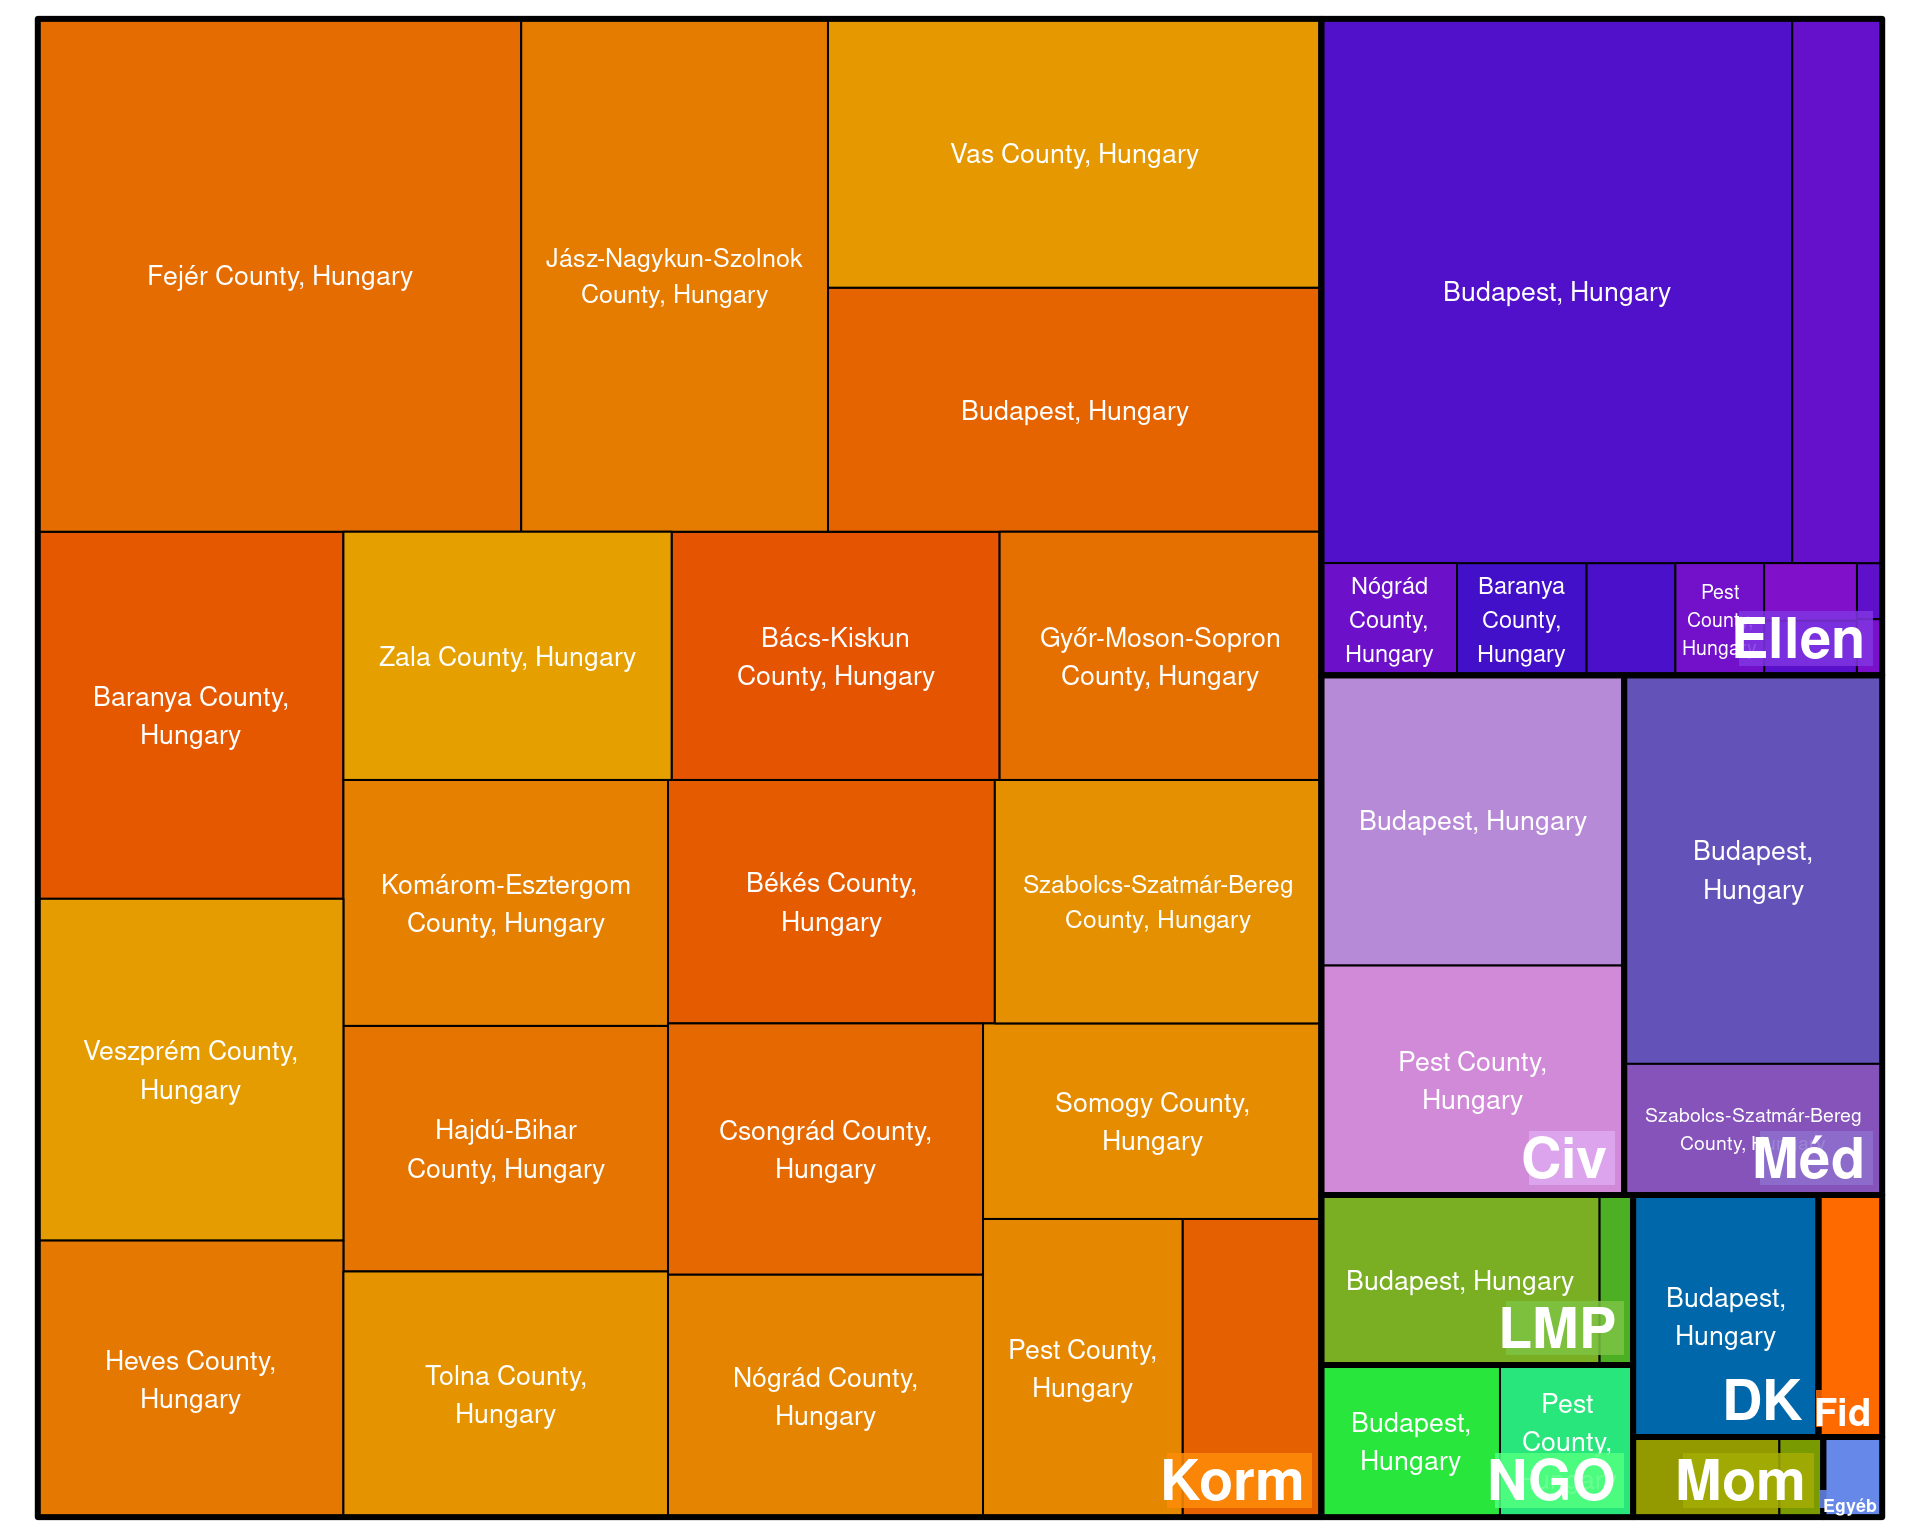 Fejér County, Hungary
Jász-Nagykun-Szolnok
County, Hungary
Vas County, Hungary
Budapest, Hungary
Baranya County,
Hungary
Zala County, Hungary
Bács-Kiskun
County, Hungary
Győr-Moson-Sopron
County, Hungary
Komárom-Esztergom
County, Hungary
Békés County,
Hungary
Szabolcs-Szatmár-Bereg
County, Hungary
Veszprém County,
Hungary
Hajdú-Bihar
County, Hungary
Csongrád County,
Hungary
Somogy County,
Hungary
Heves County,
Hungary
Tolna County,
Hungary
Nógrád County,
Hungary
Pest County,
Hungary
Korm
Budapest, Hungary
Nógrád
County,
Hungary
Baranya
County,
Hungary
Pest
County,
Hungary
Ellen
Budapest, Hungary
Pest County,
Hungary
Civ
Budapest,
Hungary
Szabolcs-Szatmár-Bereg
County, Hungary
Méd
Budapest, Hungary
LMP
Budapest,
Hungary
DK
Fid
Budapest,
Hungary
Pest
County,
NGO
Mom
Egyéb